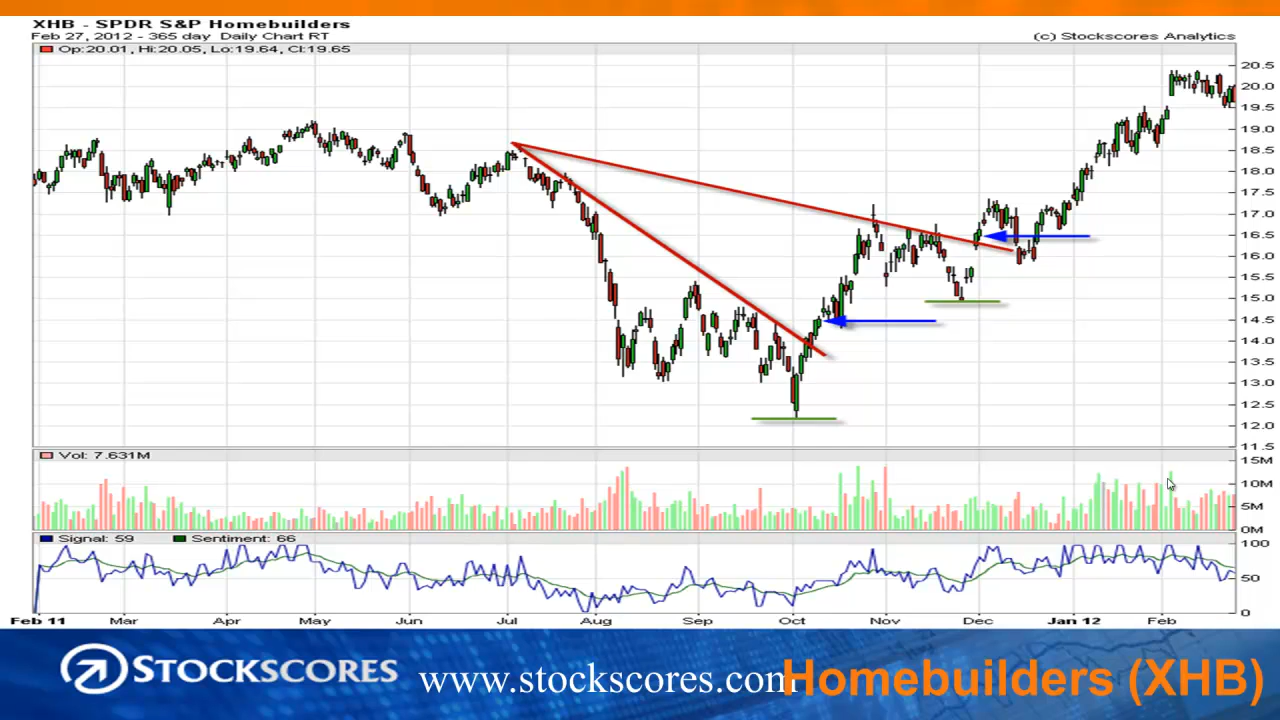 XHB - SPDR S&P Homebuilders
Feb 27, 2012 - 365 day Daily Chart RT
(c) Stockscores Analytics
Op:20.01, Hi:20.05, Lo:19.64, Cl:19.65
20.5
20.0
19.5
19.0
18.5
18.0
17.5
17.0
16.5
16.0
15.5
15.0
14.5
14.0
13.5
13.0
12.5
12.0
11.5
Vol: 7.631M
15M
10M
5M
0M
Signal: 59 Sentiment: 66
100
50
0
Feb 11 Mar Apr May Jun Jul Aug Sep Oct Nov Dec Jan 12 Feb
STOCKSCORES
www.stockscores.com
Homebuilders (XHB)